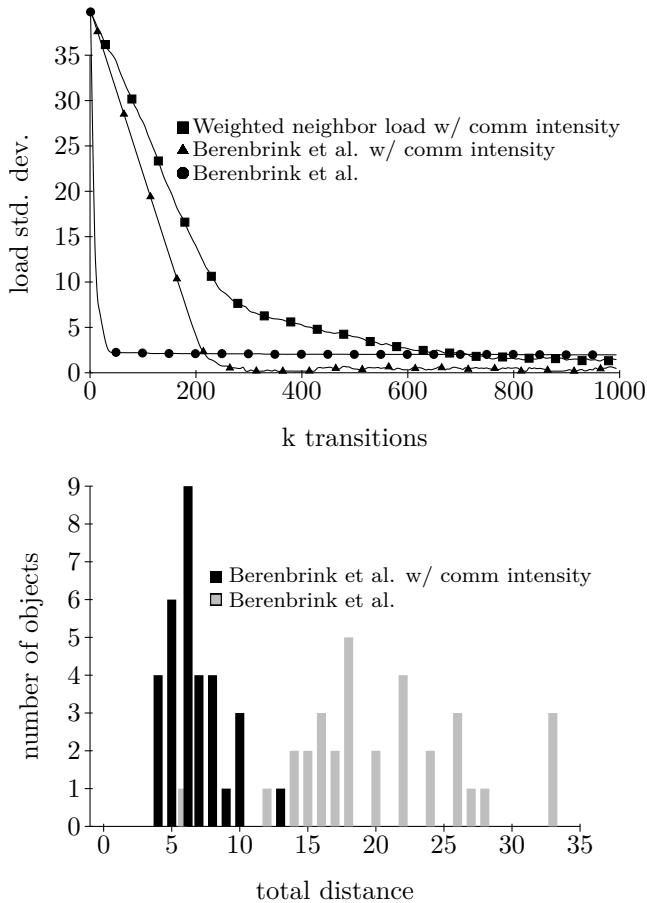 load std. dev.
35
30
25
20
15
10
5
0
Weighted neighbor load w/ comm intensity
Berenbrink et al. w/ comm intensity
Berenbrink et al.
0 200 400 600 800 1000
k transitions
number of objects
9
8
7
6
5
4
3
2
1
0
Berenbrink et al. w/ comm intensity
Berenbrink et al.
0 5 10 15 20 25 30 35
total distance